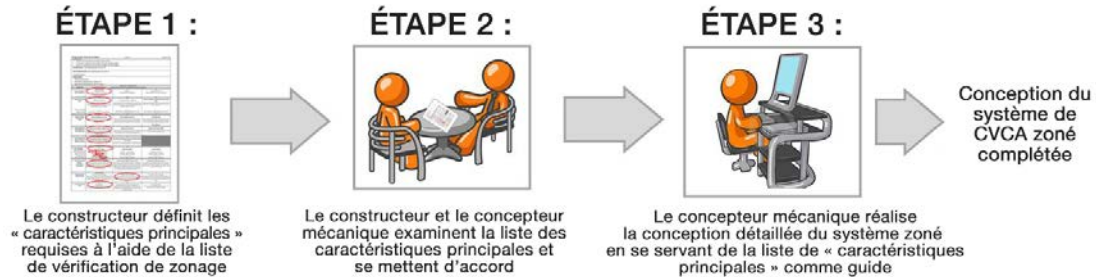 ÉTAPE 1 :
Le constructeur définit les
« caractéristiques principales »
requises à l'aide de la liste
de vérification de zonage
ÉTAPE 2 :
Le constructeur et le concepteur
mécanique examinent la liste des
caractéristiques principales et
se mettent d'accord
ÉTAPE 3 :
Le concepteur mécanique réalise
la conception détaillée du système zoné
en se servant de la liste de « caractéristiques
principales » comme guide
Conception du
système de
CVCA zoné
complétée